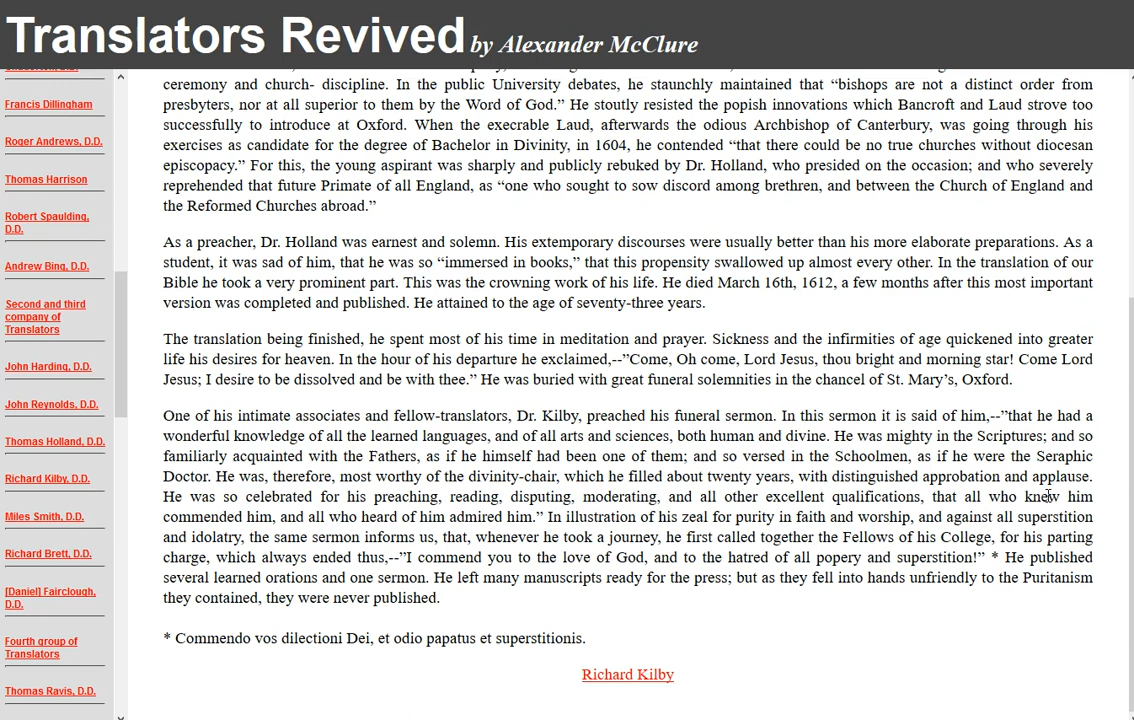 Translators Revived by Alexander McClure
Francis Dillingham
Roger Andrews, D.D.
Thomas Harrison
Robert Spaulding,
D.D.
Andrew Bing, D.D.
Second and third
company of
Translators
John Harding, D.D.
John Reynolds, D.D.
Thomas Holland, D.D.
Richard Kilby, D.D.
Miles Smith, D.D.
Richard Brett, D.D.
[Daniel] Fairclough,
D.D.
Fourth group of
Translators
Thomas Ravis, D.D.
ceremony and church- discipline. In the public University debates, he staunchly maintained that “bishops are not a distinct order from
presbyters, nor at all superior to them by the Word of God.” He stoutly resisted the popish innovations which Bancroft and Laud strove too
successfully to introduce at Oxford. When the execrable Laud, afterwards the odious Archbishop of Canterbury, was going through his
exercises as candidate for the degree of Bachelor in Divinity, in 1604, he contended “that there could be no true churches without diocesan
episcopacy.” For this, the young aspirant was sharply and publicly rebuked by Dr. Holland, who presided on the occasion; and who severely
reprehended that future Primate of all England, as “one who sought to sow discord among brethren, and between the Church of England and
the Reformed Churches abroad.”
As a preacher, Dr. Holland was earnest and solemn. His extemporary discourses were usually better than his more elaborate preparations. As a
student, it was sad of him, that he was so “immersed in books,” that this propensity swallowed up almost every other. In the translation of our
Bible he took a very prominent part. This was the crowning work of his life. He died March 16th, 1612, a few months after this most important
version was completed and published. He attained to the age of seventy-three years.
The translation being finished, he spent most of his time in meditation and prayer. Sickness and the infirmities of age quickened into greater
life his desires for heaven. In the hour of his departure he exclaimed,--”Come, Oh come, Lord Jesus, thou bright and morning star! Come Lord
Jesus; I desire to be dissolved and be with thee.” He was buried with great funeral solemnities in the chancel of St. Mary’s, Oxford.
One of his intimate associates and fellow-translators, Dr. Kilby, preached his funeral sermon. In this sermon it is said of him,--”that he had a
wonderful knowledge of all the learned languages, and of all arts and sciences, both human and divine. He was mighty in the Scriptures; and so
familiarly acquainted with the Fathers, as if he himself had been one of them; and so versed in the Schoolmen, as if he were the Seraphic
Doctor. He was, therefore, most worthy of the divinity-chair, which he filled about twenty years, with distinguished approbation and applause.
He was so celebrated for his preaching, reading, disputing, moderating, and all other excellent qualifications, that all who knew him
commended him, and all who heard of him admired him.” In illustration of his zeal for purity in faith and worship, and against all superstition
and idolatry, the same sermon informs us, that, whenever he took a journey, he first called together the Fellows of his College, for his parting
charge, which always ended thus,--”I commend you to the love of God, and to the hatred of all popery and superstition!” * He published
several learned orations and one sermon. He left many manuscripts ready for the press; but as they fell into hands unfriendly to the Puritanism
they contained, they were never published.
* Commendo vos dilectioni Dei, et odio papatus et superstitionis.
Richard Kilby